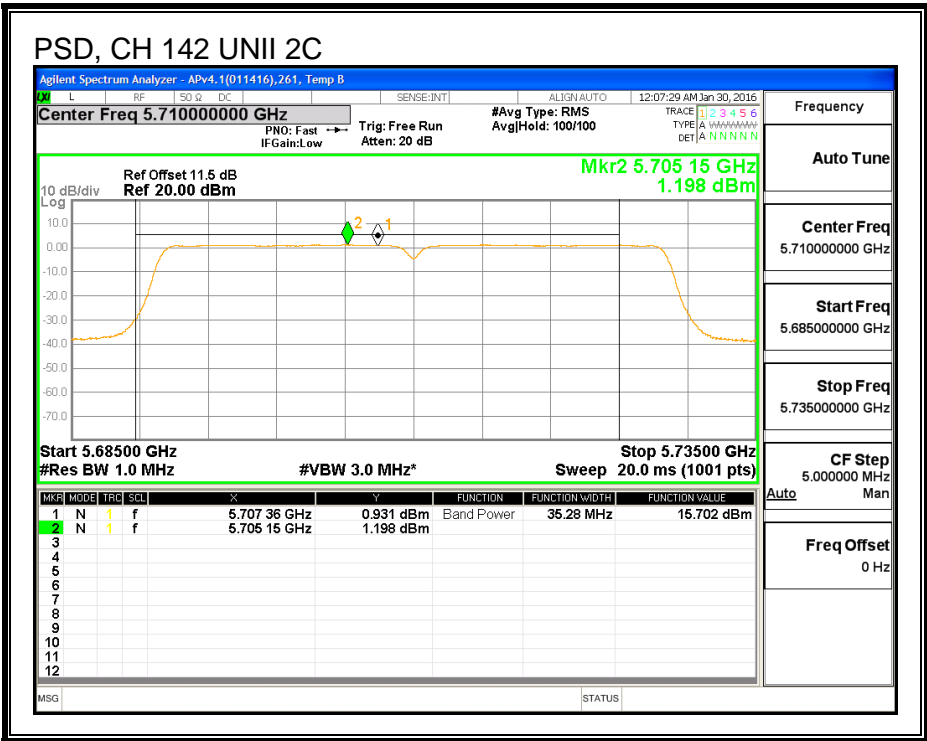 PSD, CH 142 UNII 2C
Agilent Spectrum Analyzer - APv4.1(011416),261, Temp B
LXI L RF 50 Ω DC SENSE:INT ALIGN AUTO 12:07:29 AM Jan 30, 2016
Center Freq 5.710000000 GHz
#Avg Type: RMS
TRACE 1 2 3 4 5 6
PNO: Fast
Trig: Free Run
Avg|Hold: 100/100
TYPE A WWWWW
IFGain:Low
Atten: 20 dB
DET A N N N N N
Mkr2 5.705 15 GHz
1.198 dBm
Ref Offset 11.5 dB
10 dB/div Ref 20.00 dBm
Log
10.0
0.00
-10.0
-20.0
-30.0
-40.0
-50.0
-60.0
-70.0
2 1
Start 5.68500 GHz Stop 5.73500 GHz
#Res BW 1.0 MHz #VBW 3.0 MHz* Sweep 20.0 ms (1001 pts)
MKR MODE TRC SCL X Y FUNCTION FUNCTION WIDTH FUNCTION VALUE
1 N 1 f 5.707 36 GHz 0.931 dBm Band Power 35.28 MHz 15.702 dBm
2 N 1 f 5.705 15 GHz 1.198 dBm
3
4
5
6
7
8
9
10
11
12
MSG STATUS
Frequency
Auto Tune
Center Freq
5.710000000 GHz
Start Freq
5.685000000 GHz
Stop Freq
5.735000000 GHz
CF Step
5.000000 MHz
Auto Man
Freq Offset
0 Hz